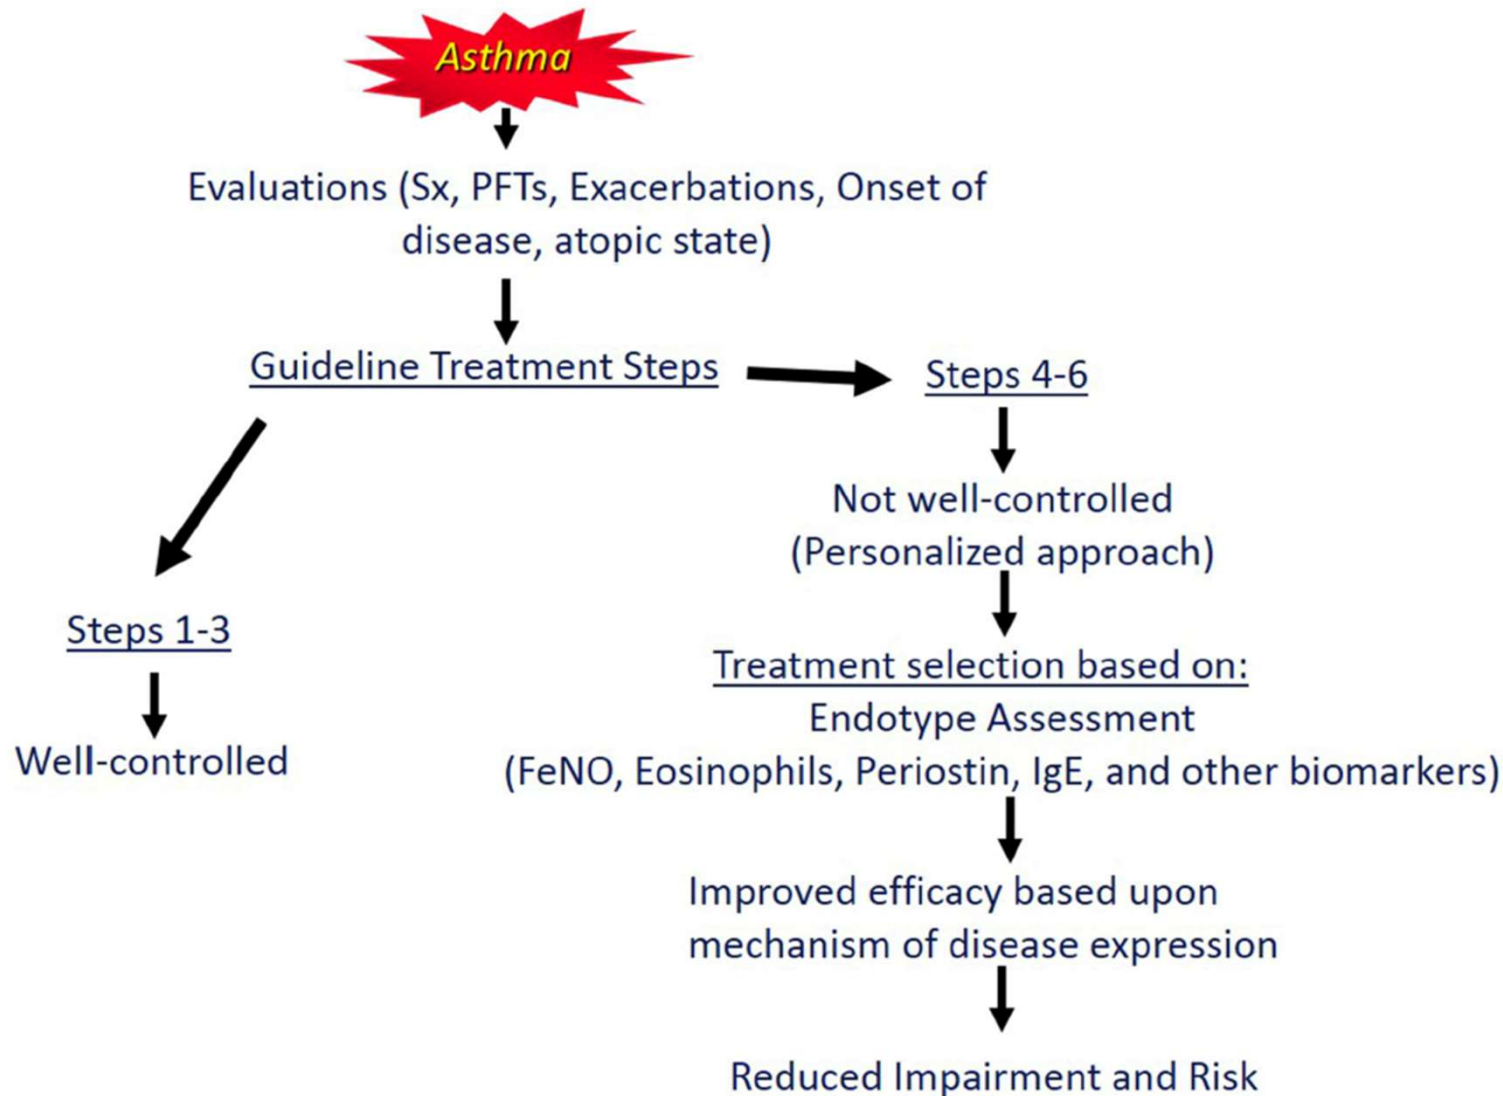 Asthma
Evaluations (Sx, PFTs, Exacerbations, Onset of
disease, atopic state)
Guideline Treatment Steps
Steps 4-6
Not well-controlled
(Personalized approach)
Steps 1-3
Well-controlled
Treatment selection based on:
Endotype Assessment
(FeNO, Eosinophils, Periostin, IgE, and other biomarkers)
Improved efficacy based upon
mechanism of disease expression
Reduced Impairment and Risk